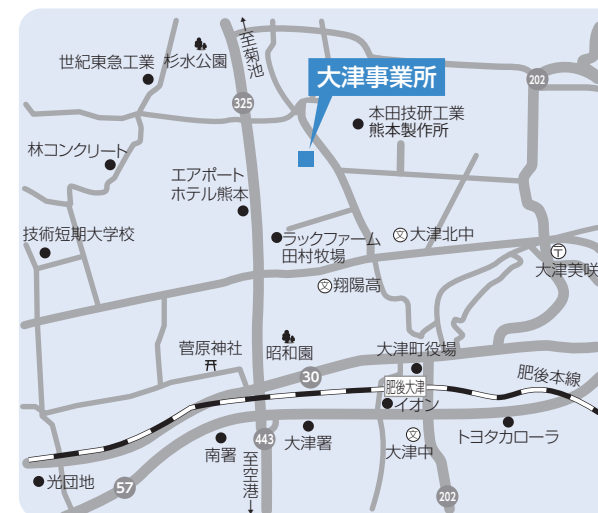 至菊池
世紀東急工業
杉水公園
大津事業所
202
325
本田技研工業
熊本製作所
林コンクリート
エアポート
ホテル熊本
技術短期大学校
ラックファーム
田村牧場
文
大津北中
〒
大津美咲
文
翔陽高
菅原神社
昭和園
大津町役場
30
肥後大津
肥後本線
イオン
443
南署
大津署
文
大津中
トヨタカローラ
至空港
光団地
57
202